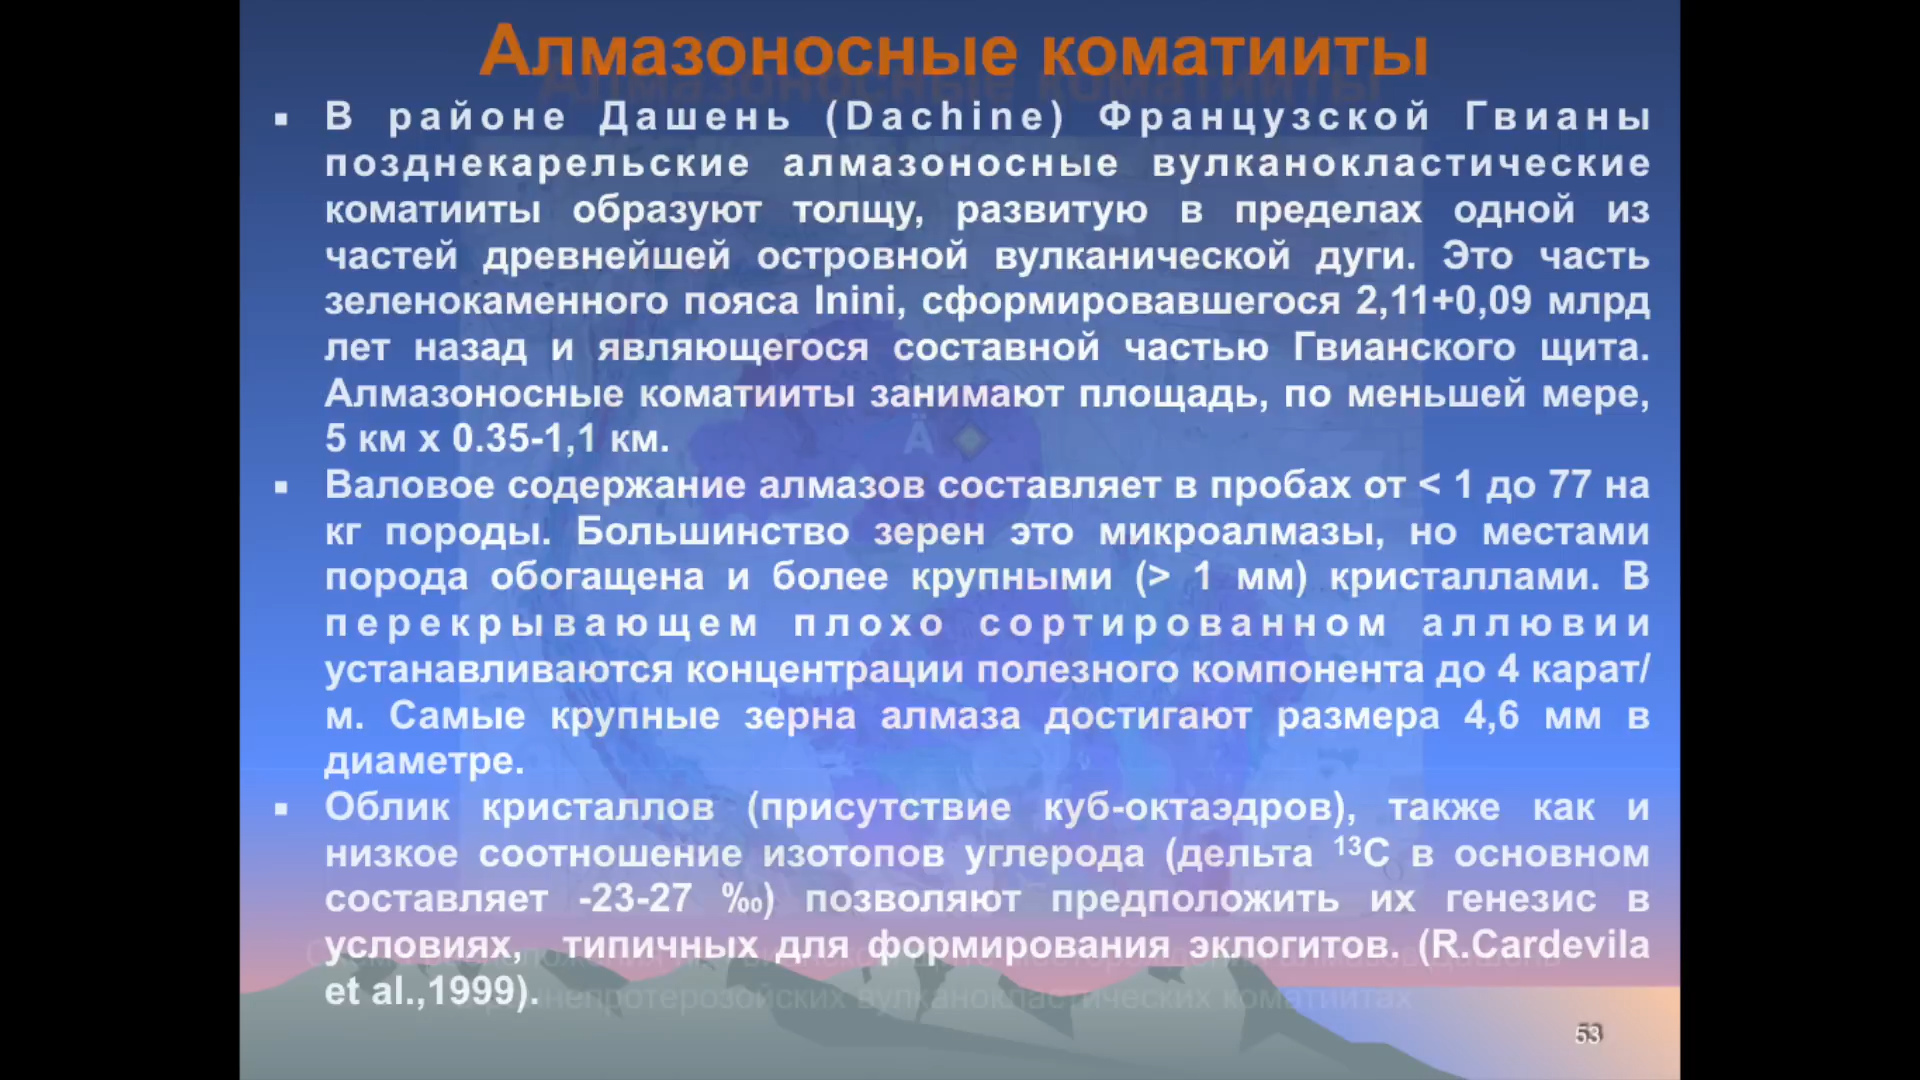 Алмазоносные коматииты
▪ В районе Дашень (Dachine) Французской Гвианы
позднекарельские алмазоносные вулканокластические
коматииты образуют толщу, развитую в пределах одной из
частей древнейшей островной вулканической дуги. Это часть
зеленокаменного пояса Inini, сформировавшегося 2,11+0,09 млрд
лет назад и являющегося составной частью Гвианского щита.
Алмазоносные коматииты занимают площадь, по меньшей мере,
5 км х 0.35-1,1 км.
Ä
▪ Валовое содержание алмазов составляет в пробах от < 1 до 77 на
кг породы. Большинство зерен это микроалмазы, но местами
порода обогащена и более крупными (> 1 мм) кристаллами. В
перекрывающем плохо сортированном аллювии
устанавливаются концентрации полезного компонента до 4 карат/
м. Самые крупные зерна алмаза достигают размера 4,6 мм в
диаметре.
▪ Облик кристаллов (присутствие куб-октаэдров), также как и
низкое соотношение изотопов углерода (дельта ¹³С в основном
составляет -23-27 ‰) позволяют предположить их генезис в
условиях, типичных для формирования эклогитов. (R.Cardevila
et al.,1999).
вулканокластических коматиитах
53